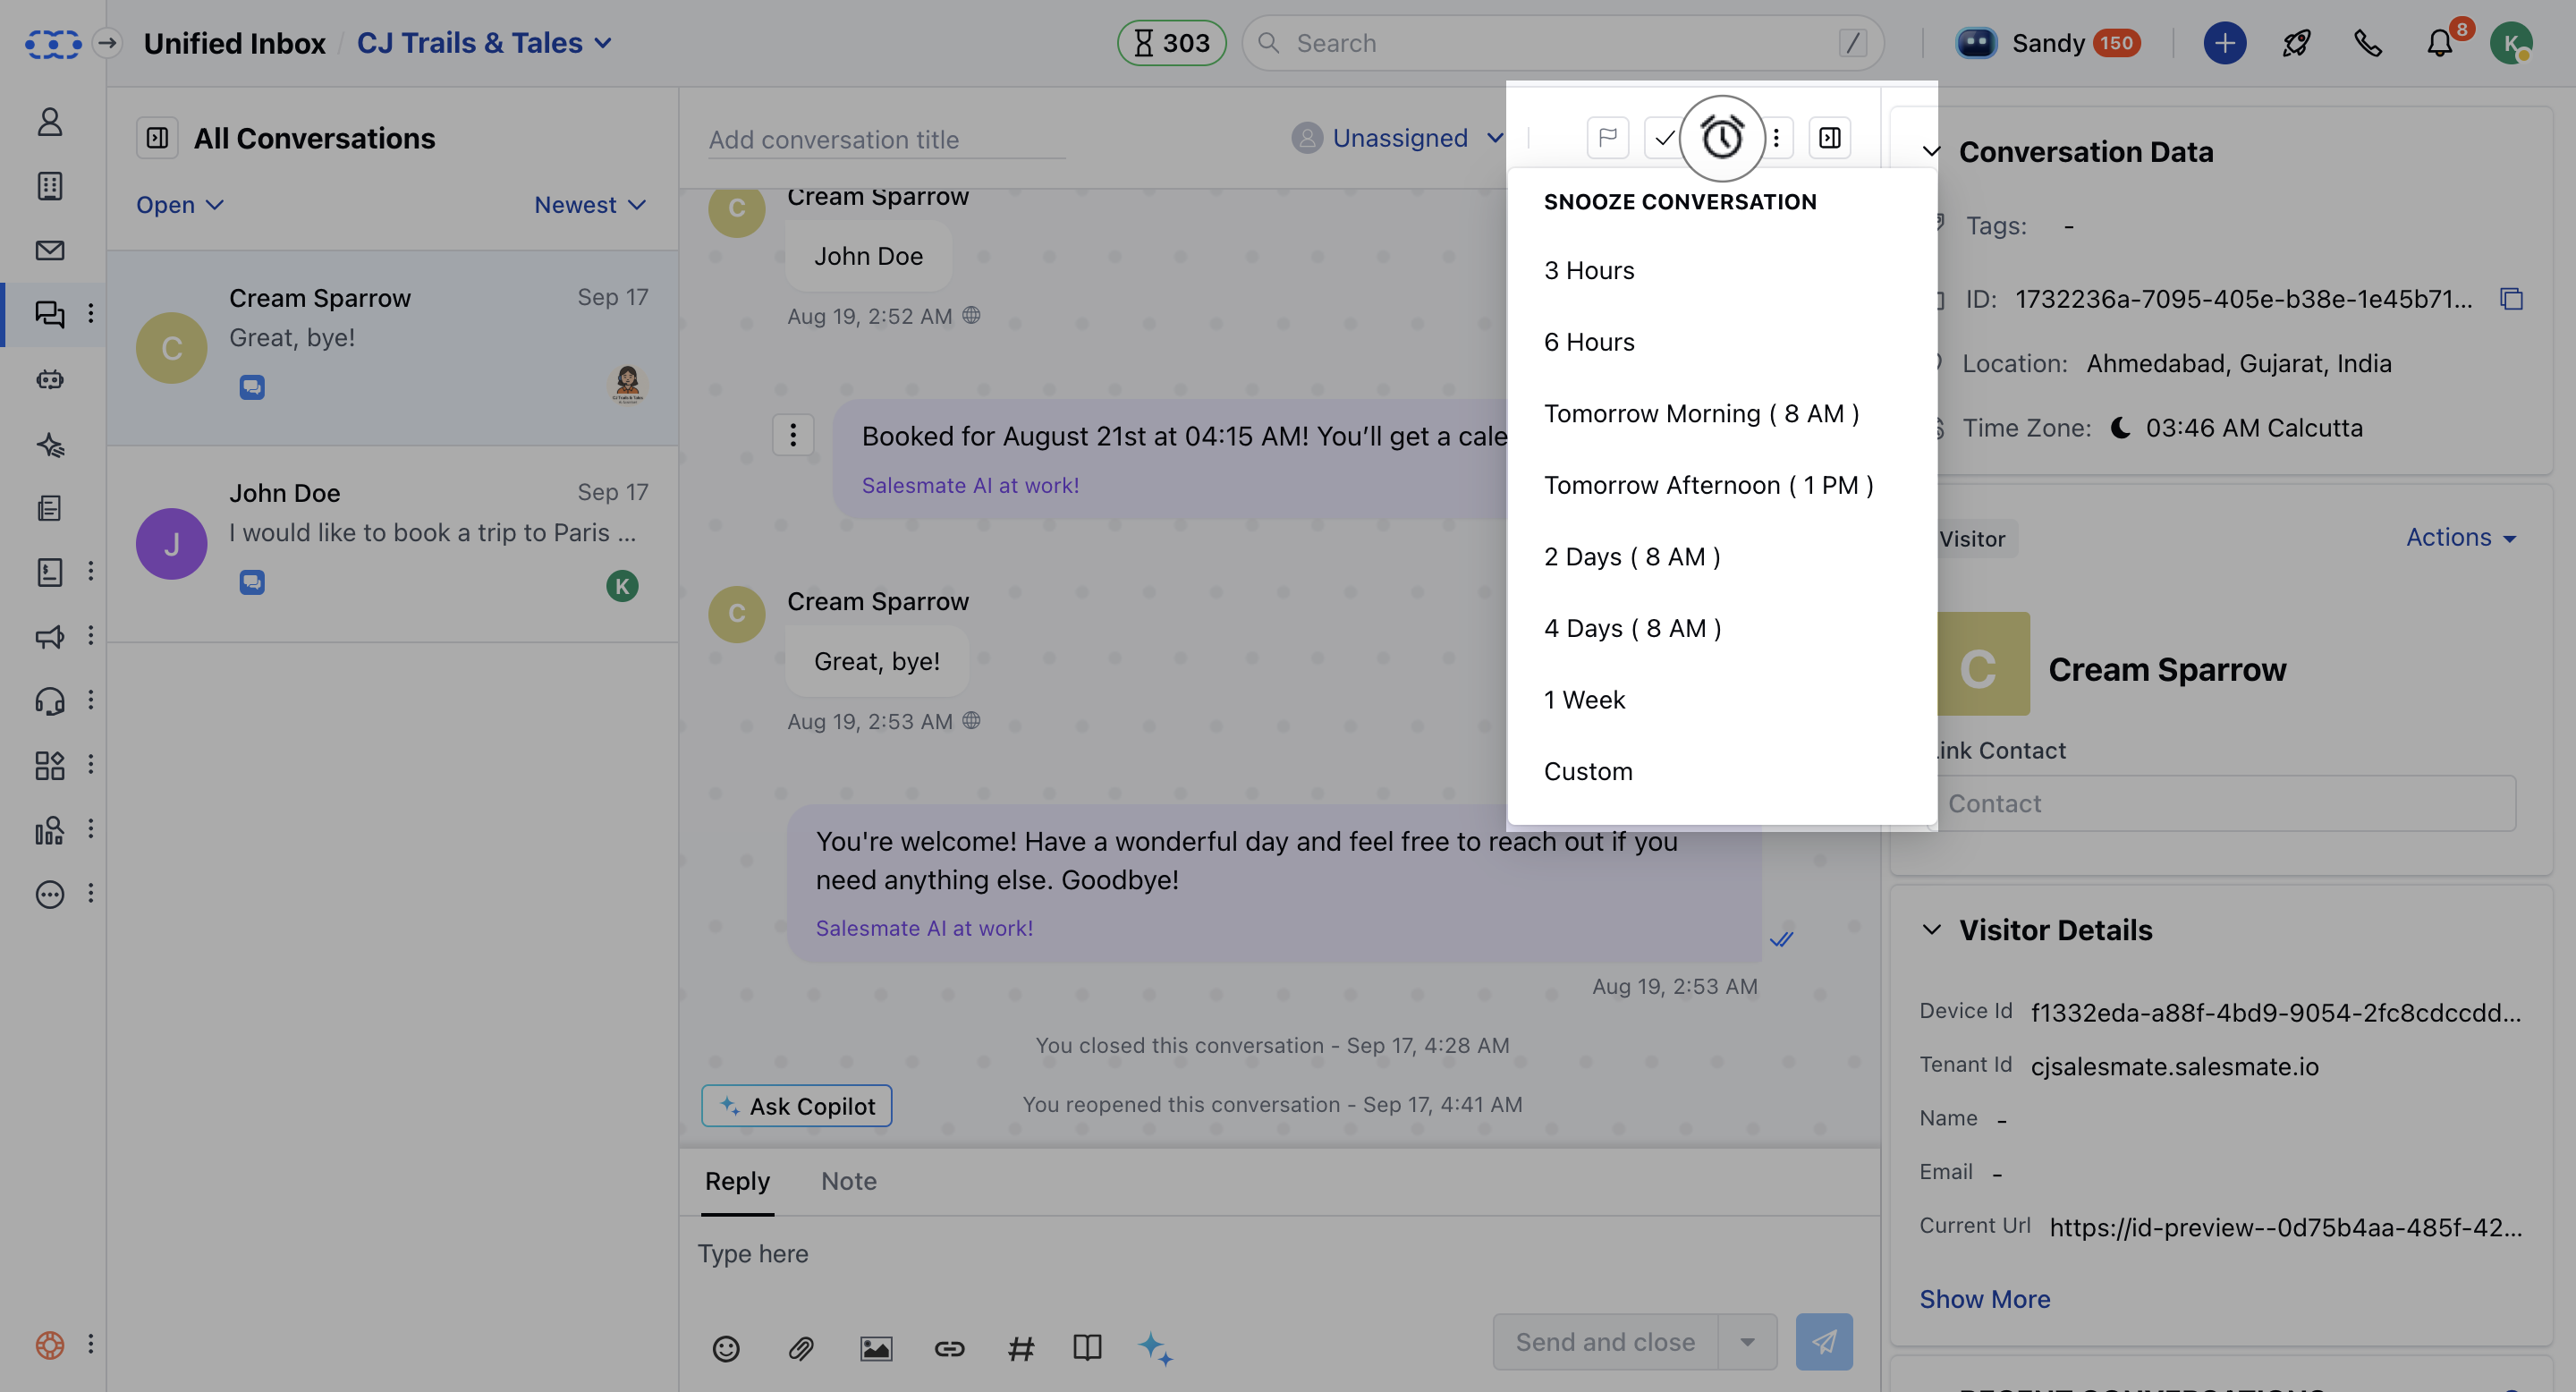 Unified Inbox / CJ Trails & Tales
303
Search
/
Sandy 150
8
K
All Conversations
Open
Newest
Cream Sparrow
Sep 17
C
Great, bye!
John Doe
Sep 17
J
I would like to book a trip to Paris ...
K
Add conversation title
Unassigned
C
Cream Sparrow
John Doe
Aug 19, 2:52 AM
Booked for August 21st at 04:15 AM! You’ll get a cale
Salesmate AI at work!
C
Cream Sparrow
Great, bye!
Aug 19, 2:53 AM
You're welcome! Have a wonderful day and feel free to reach out if you
need anything else. Goodbye!
Salesmate AI at work!
Aug 19, 2:53 AM
You closed this conversation - Sep 17, 4:28 AM
Ask Copilot
You reopened this conversation - Sep 17, 4:41 AM
Reply
Note
Type here
Send and close
SNOOZE CONVERSATION
3 Hours
6 Hours
Tomorrow Morning ( 8 AM )
Tomorrow Afternoon ( 1 PM )
2 Days ( 8 AM )
4 Days ( 8 AM )
1 Week
Custom
Conversation Data
Tags: -
ID: 1732236a-7095-405e-b38e-1e45b71...
Location: Ahmedabad, Gujarat, India
Time Zone: 03:46 AM Calcutta
Visitor
Actions
C
Cream Sparrow
ink Contact
Contact
Visitor Details
Device Id f1332eda-a88f-4bd9-9054-2fc8cdccdd...
Tenant Id cjsalesmate.salesmate.io
Name -
Email -
Current Url https://id-preview--0d75b4aa-485f-42...
Show More
RECENT CONVERSATIONS